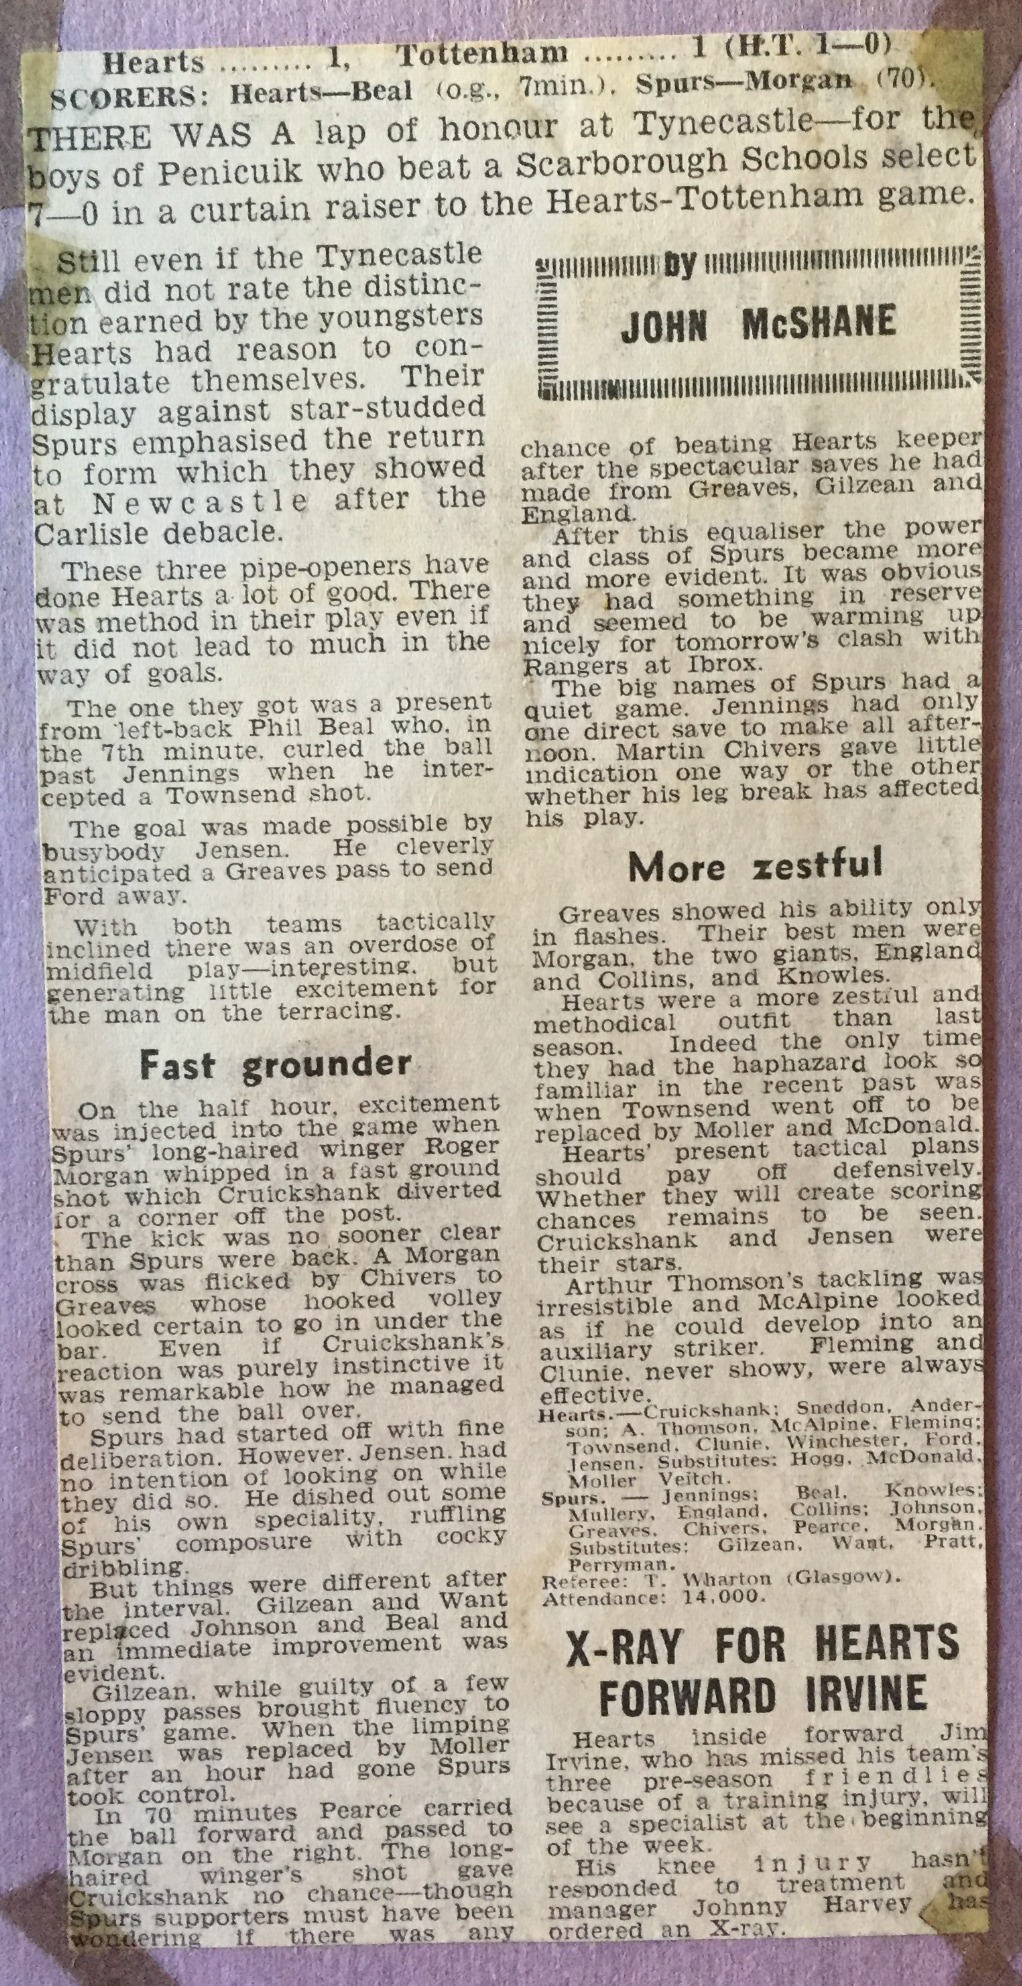 Hearts ......... 1, Tottenham ......... 1 (H.T. 1—0)
SCORERS: Hearts—Beal (o.g., 7min.). Spurs—Morgan (70).
THERE WAS A lap of honour at Tynecastle—for the
boys of Penicuik who beat a Scarborough Schools select
7—0 in a curtain raiser to the Hearts-Tottenham game.
Still even if the Tynecastle
men did not rate the distinc-
tion earned by the youngsters
Hearts had reason to con-
gratulate themselves. Their
display against star-studded
Spurs emphasised the return
to form which they showed
at Newcastle after the
Carlisle debacle.
These three pipe-openers have
done Hearts a lot of good. There
was method in their play even if
it did not lead to much in the
way of goals.
The one they got was a present
from left-back Phil Beal who, in
the 7th minute, curled the ball
past Jennings when he inter-
cepted a Townsend shot.
The goal was made possible by
busybody Jensen. He cleverly
anticipated a Greaves pass to send
Ford away.
With both teams tactically
inclined there was an overdose of
midfield play—interesting, but
generating little excitement for
the man on the terracing.
Fast grounder
On the half hour, excitement
was injected into the game when
Spurs' long-haired winger Roger
Morgan whipped in a fast ground
shot which Cruickshank diverted
for a corner off the post.
The kick was no sooner clear
than Spurs were back. A Morgan
cross was flicked by Chivers to
Greaves whose hooked volley
looked certain to go in under the
bar. Even if Cruickshank's
reaction was purely instinctive it
was remarkable how he managed
to send the ball over.
Spurs had started off with fine
deliberation. However, Jensen, had
no intention of looking on while
they did so. He dished out some
of his own speciality, ruffling
Spurs' composure with cocky
dribbling.
But things were different after
the interval. Gilzean and Want
replaced Johnson and Beal and
an immediate improvement was
evident.
Gilzean, while guilty of a few
sloppy passes brought fluency to
Spurs' game. When the limping
Jensen was replaced by Moller
after an hour had gone Spurs
took control.
In 70 minutes Pearce carried
the ball forward and passed to
Morgan on the right. The long-
haired winger's shot gave
Cruickshank no chance—though
Spurs supporters must have been
wondering if there was any
by
JOHN McSHANE
chance of beating Hearts keeper
after the spectacular saves he had
made from Greaves, Gilzean and
England.
After this equaliser the power
and class of Spurs became more
and more evident. It was obvious
they had something in reserve
and seemed to be warming up
nicely for tomorrow's clash with
Rangers at Ibrox.
The big names of Spurs had a
quiet game. Jennings had only
one direct save to make all after-
noon. Martin Chivers gave little
indication one way or the other
whether his leg break has affected
his play.
More zestful
Greaves showed his ability only
in flashes. Their best men were
Morgan, the two giants, England
and Collins, and Knowles.
Hearts were a more zestful and
methodical outfit than last
season. Indeed the only time
they had the haphazard look so
familiar in the recent past was
when Townsend went off to be
replaced by Moller and McDonald.
Hearts' present tactical plans
should pay off defensively.
Whether they will create scoring
chances remains to be seen.
Cruickshank and Jensen were
their stars.
Arthur Thomson's tackling was
irresistible and McAlpine looked
as if he could develop into an
auxiliary striker. Fleming and
Clunie, never showy, were always
effective.
Hearts.—Cruickshank; Sneddon, Ander-
son; A. Thomson, McAlpine, Fleming;
Townsend, Clunie, Winchester, Ford,
Jensen. Substitutes: Hogg, McDonald,
Moller Veitch.
Spurs. — Jennings; Beal, Knowles;
Mullery, England, Collins; Johnson,
Greaves, Chivers, Pearce, Morgan.
Substitutes: Gilzean, Want, Pratt,
Perryman.
Referee: T. Wharton (Glasgow).
Attendance: 14,000.
X-RAY FOR HEARTS
FORWARD IRVINE
Hearts inside forward Jim
Irvine, who has missed his team's
three pre-season friendlies
because of a training injury, will
see a specialist at the beginning
of the week.
His knee injury hasn't
responded to treatment and
manager Johnny Harvey has
ordered an X-ray.